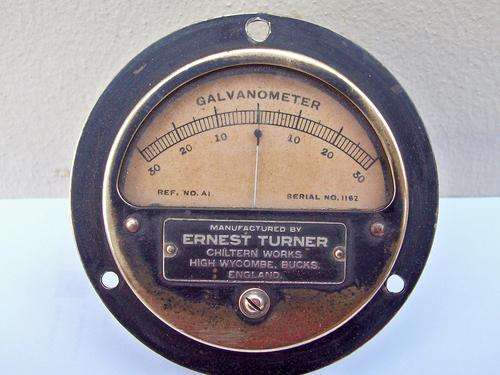 GALVANOMETER
30 20 10 10 20 30
REF. NO. A1 SERIAL NO. 1162
MANUFACTURED BY
ERNEST TURNER
CHILTERN WORKS
HIGH WYCOMBE, BUCKS.
ENGLAND.